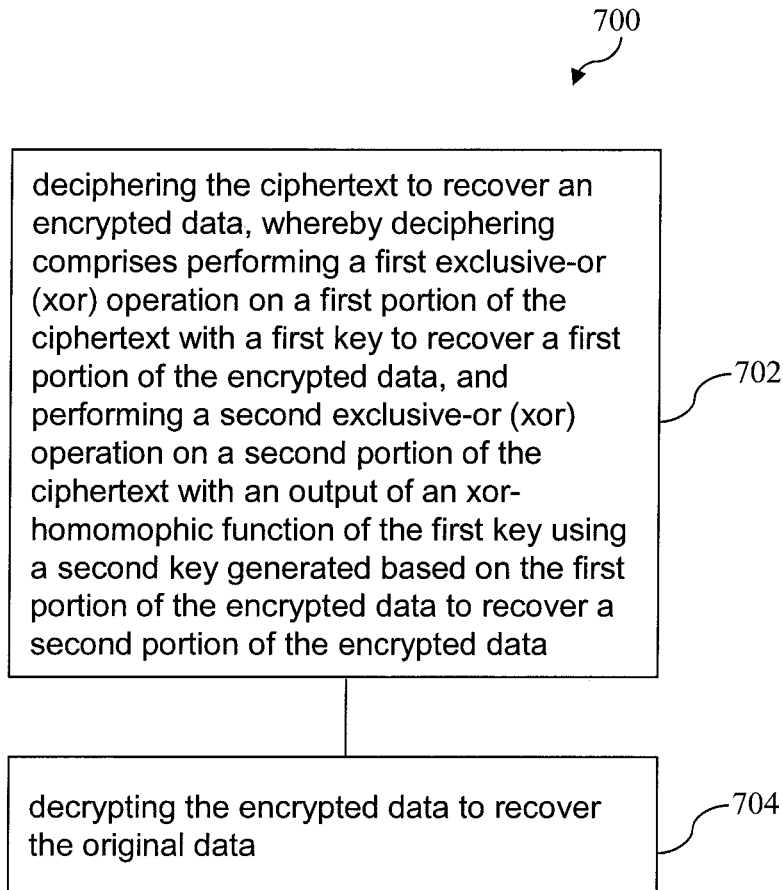 700
deciphering the ciphertext to recover an
encrypted data, whereby deciphering
comprises performing a first exclusive-or
(xor) operation on a first portion of the
ciphertext with a first key to recover a first
portion of the encrypted data, and
performing a second exclusive-or (xor)
operation on a second portion of the
ciphertext with an output of an xor-
homomophic function of the first key using
a second key generated based on the first
portion of the encrypted data to recover a
second portion of the encrypted data
702
decrypting the encrypted data to recover
the original data
704